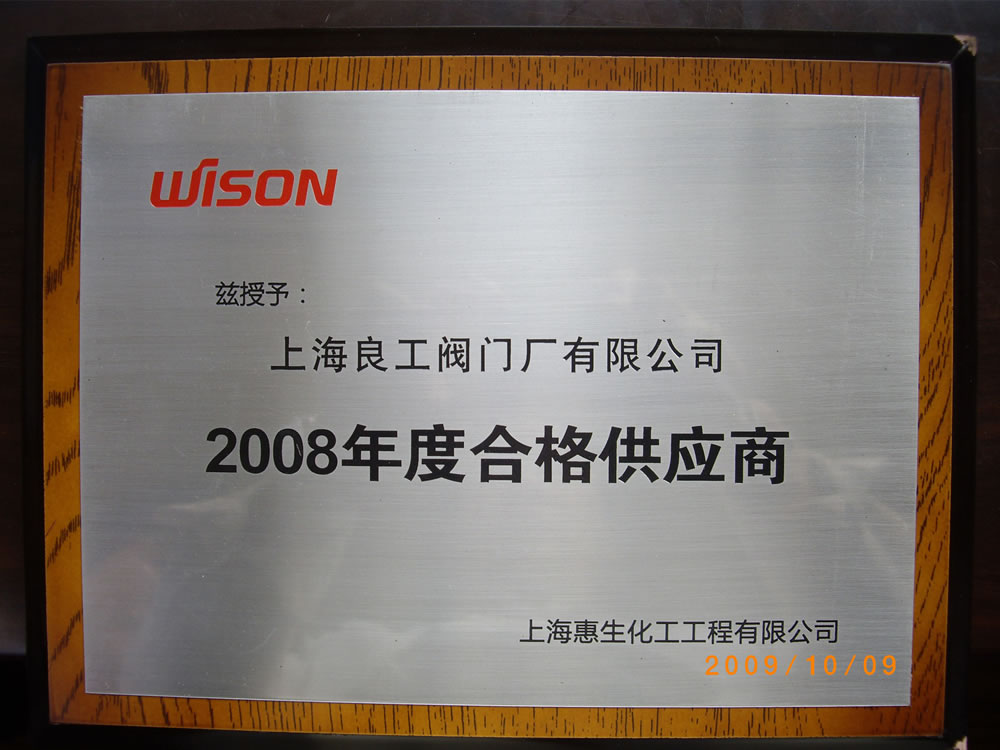 WISON
兹授予：
上海良工阀门厂有限公司
2008年度合格供应商
上海惠生化工工程有限公司
2009/10/09